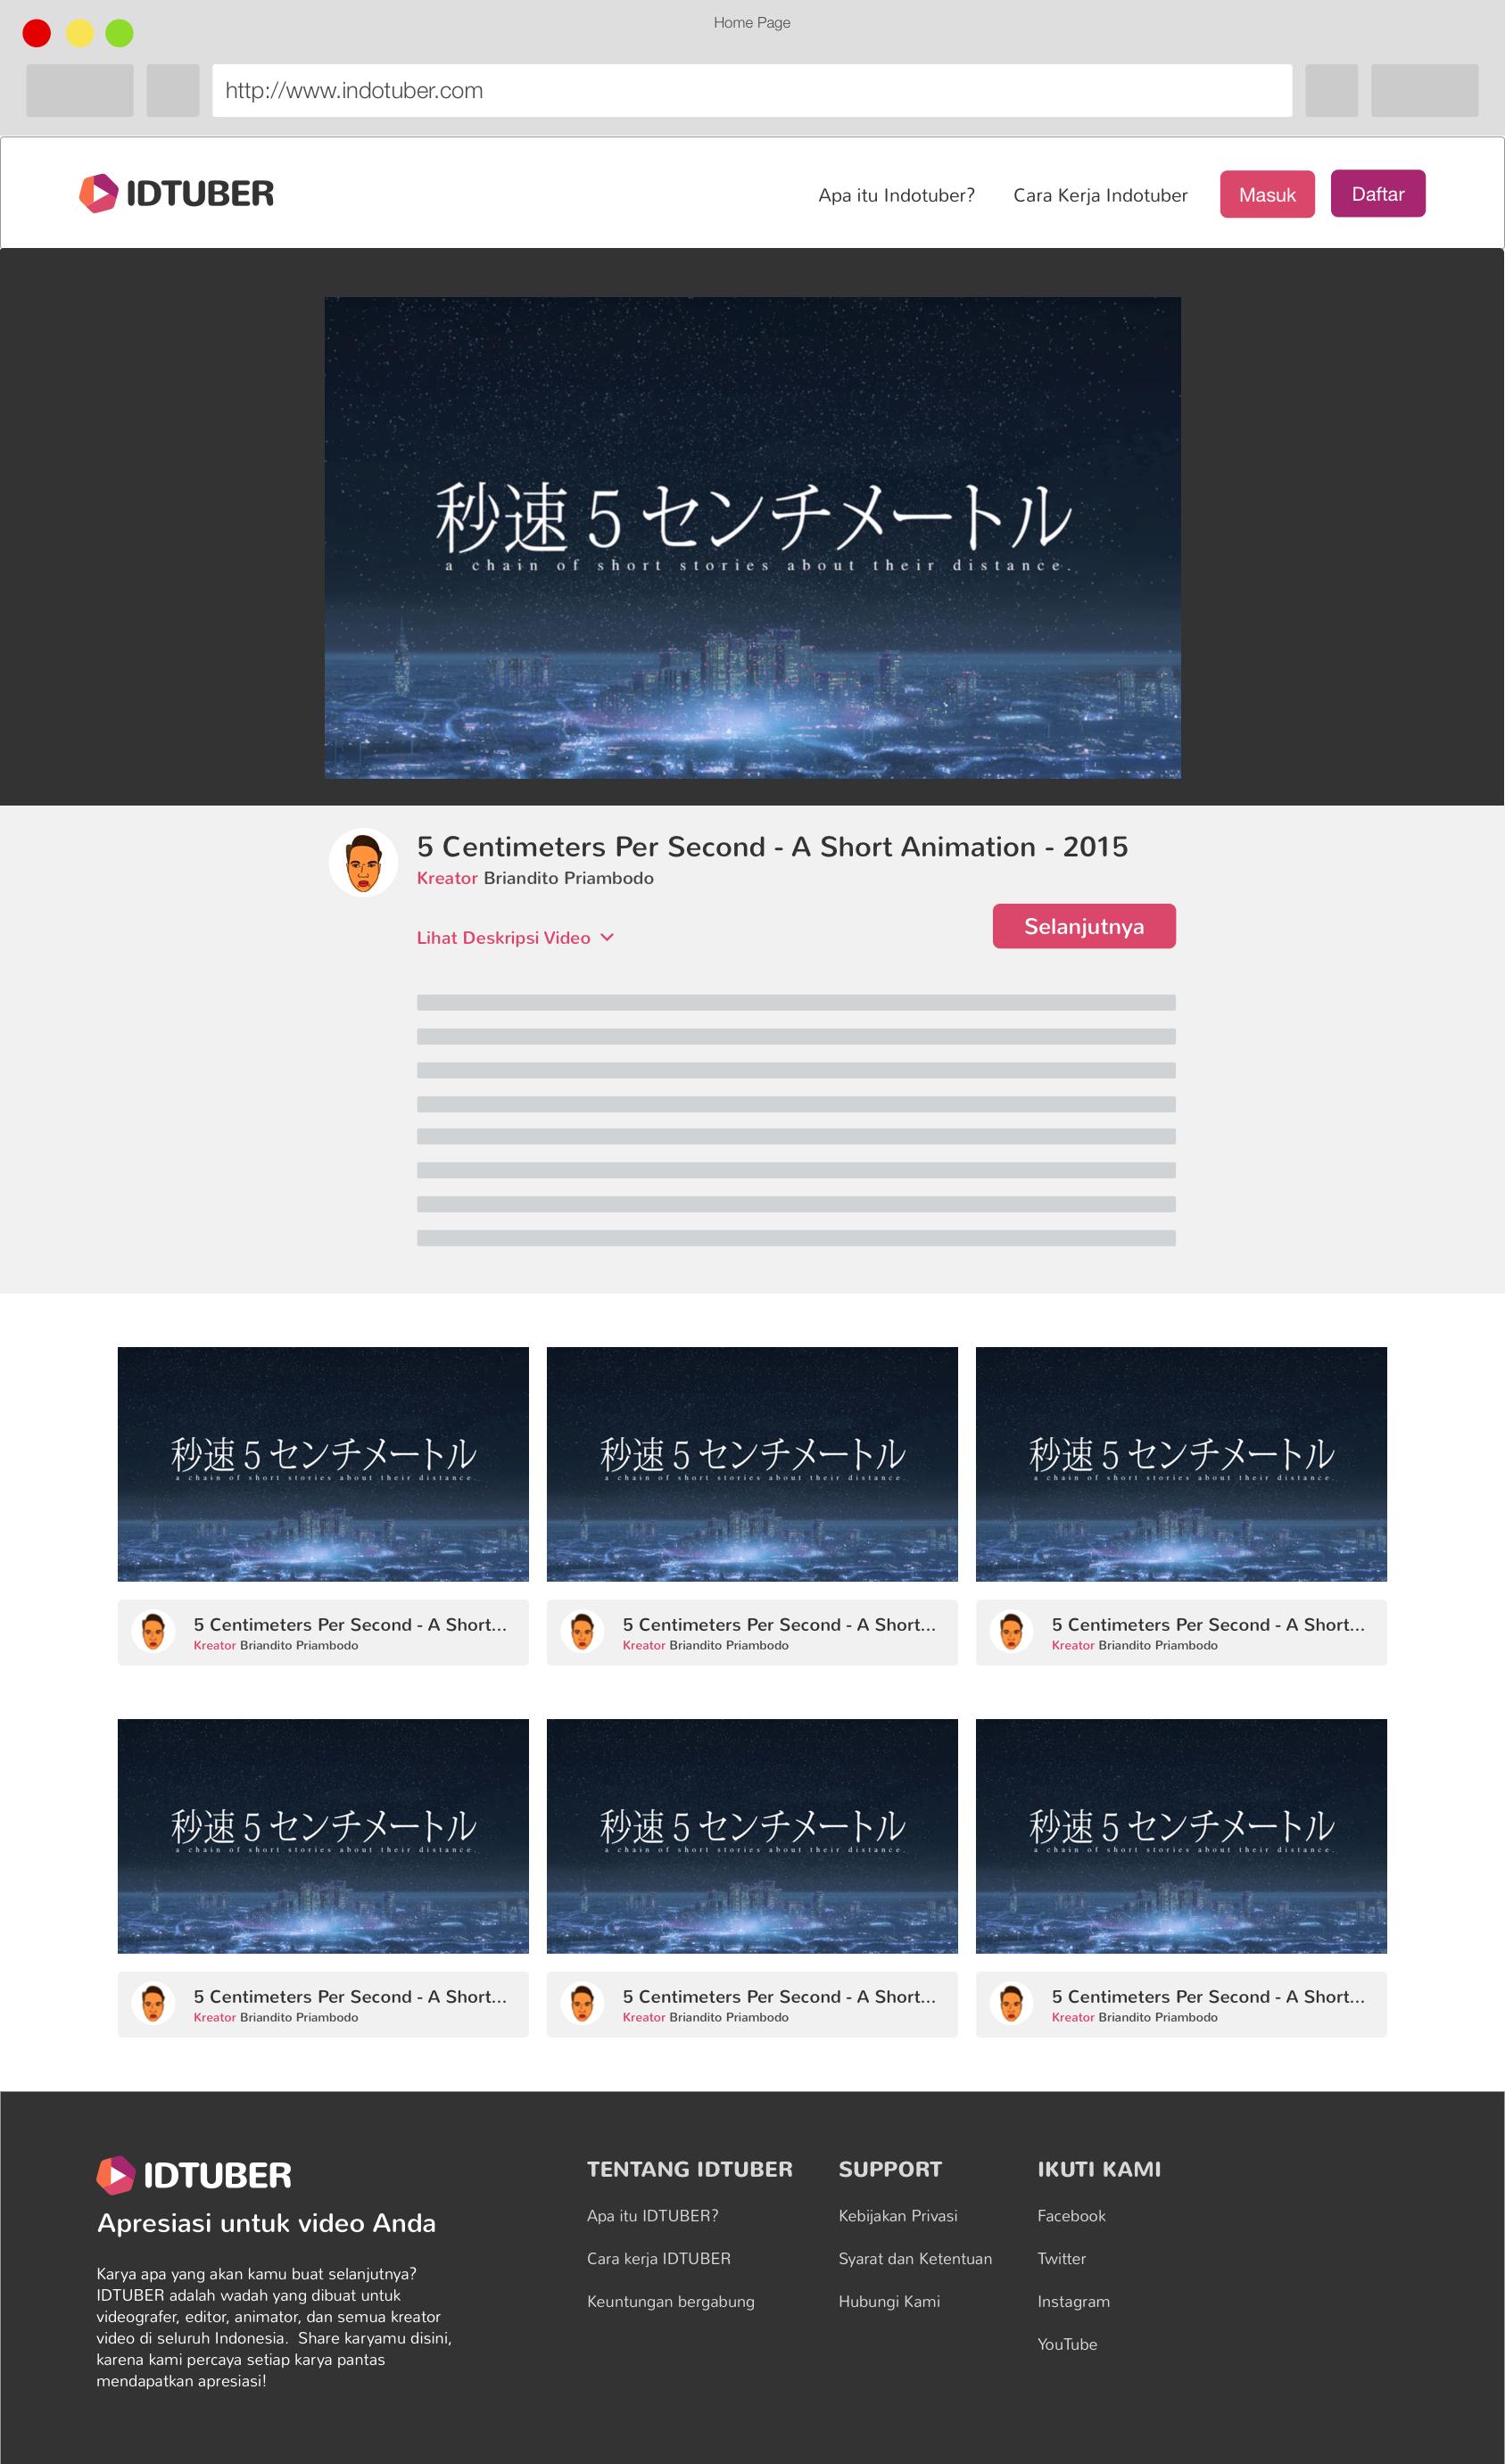 Home Page
http://www.indotuber.com
IDTUBER
Apa itu Indotuber?
Cara Kerja Indotuber
Masuk
Daftar
秒速5センチメートル
a chain of short stories about their distance.
5 Centimeters Per Second - A Short Animation - 2015
Kreator Briandito Priambodo
Lihat Deskripsi Video
Selanjutnya
秒速5センチメートル
a chain of short stories about their distance.
秒速5センチメートル
a chain of short stories about their distance.
秒速5センチメートル
a chain of short stories about their distance.
5 Centimeters Per Second - A Short...
Kreator Briandito Priambodo
5 Centimeters Per Second - A Short...
Kreator Briandito Priambodo
5 Centimeters Per Second - A Short...
Kreator Briandito Priambodo
秒速5センチメートル
a chain of short stories about their distance.
秒速5センチメートル
a chain of short stories about their distance.
秒速5センチメートル
a chain of short stories about their distance.
5 Centimeters Per Second - A Short...
Kreator Briandito Priambodo
5 Centimeters Per Second - A Short...
Kreator Briandito Priambodo
5 Centimeters Per Second - A Short...
Kreator Briandito Priambodo
IDTUBER
Apresiasi untuk video Anda
Karya apa yang akan kamu buat selanjutnya?
IDTUBER adalah wadah yang dibuat untuk
videografer, editor, animator, dan semua kreator
video di seluruh Indonesia.  Share karyamu disini,
karena kami percaya setiap karya pantas
mendapatkan apresiasi!
TENTANG IDTUBER
Apa itu IDTUBER?
Cara kerja IDTUBER
Keuntungan bergabung
SUPPORT
Kebijakan Privasi
Syarat dan Ketentuan
Hubungi Kami
IKUTI KAMI
Facebook
Twitter
Instagram
YouTube